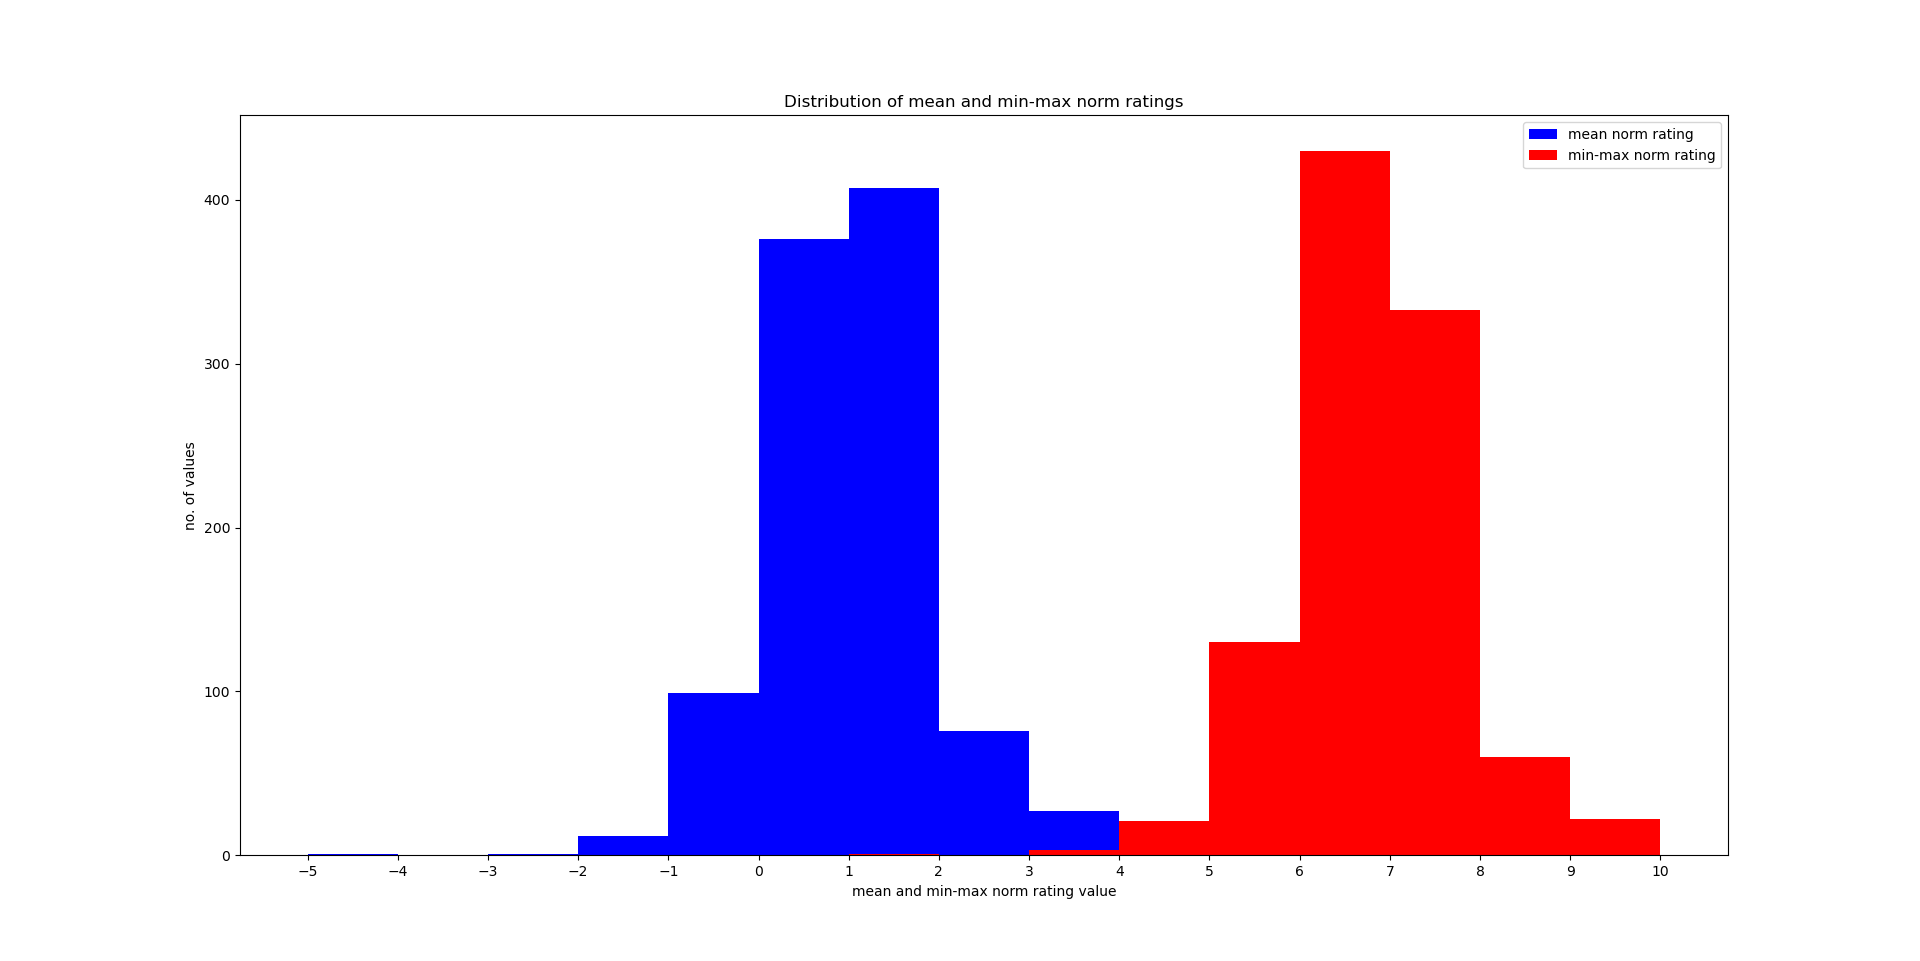 Distribution of mean and min-max norm ratings
mean norm rating
min-max norm rating
400
300
200
100
0
no. of values
−5 −4 −3 −2 −1 0 1 2 3 4 5 6 7 8 9 10
mean and min-max norm rating value